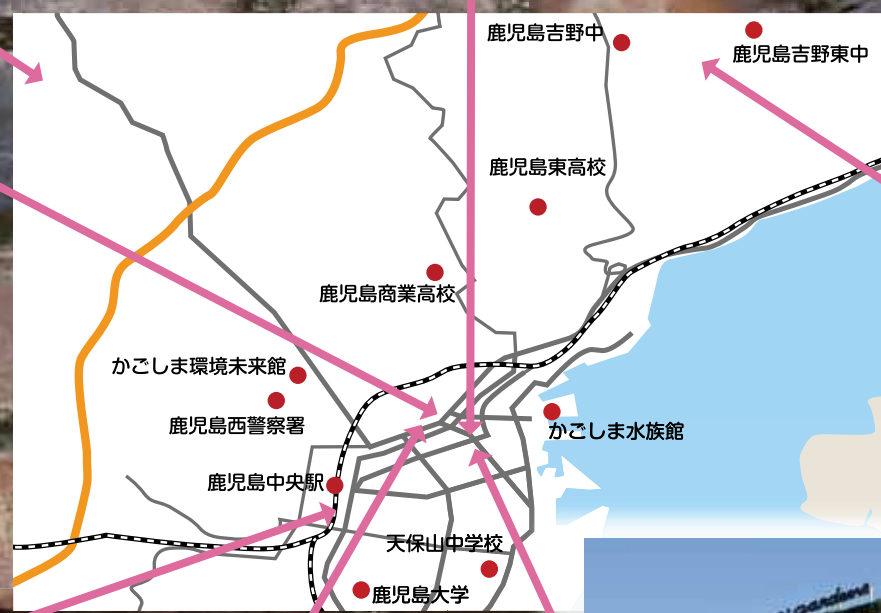 鹿児島吉野中
鹿児島吉野東中
鹿児島東高校
鹿児島商業高校
かごしま環境未来館
鹿児島西警察署
かごしま水族館
鹿児島中央駅
天保山中学校
鹿児島大学